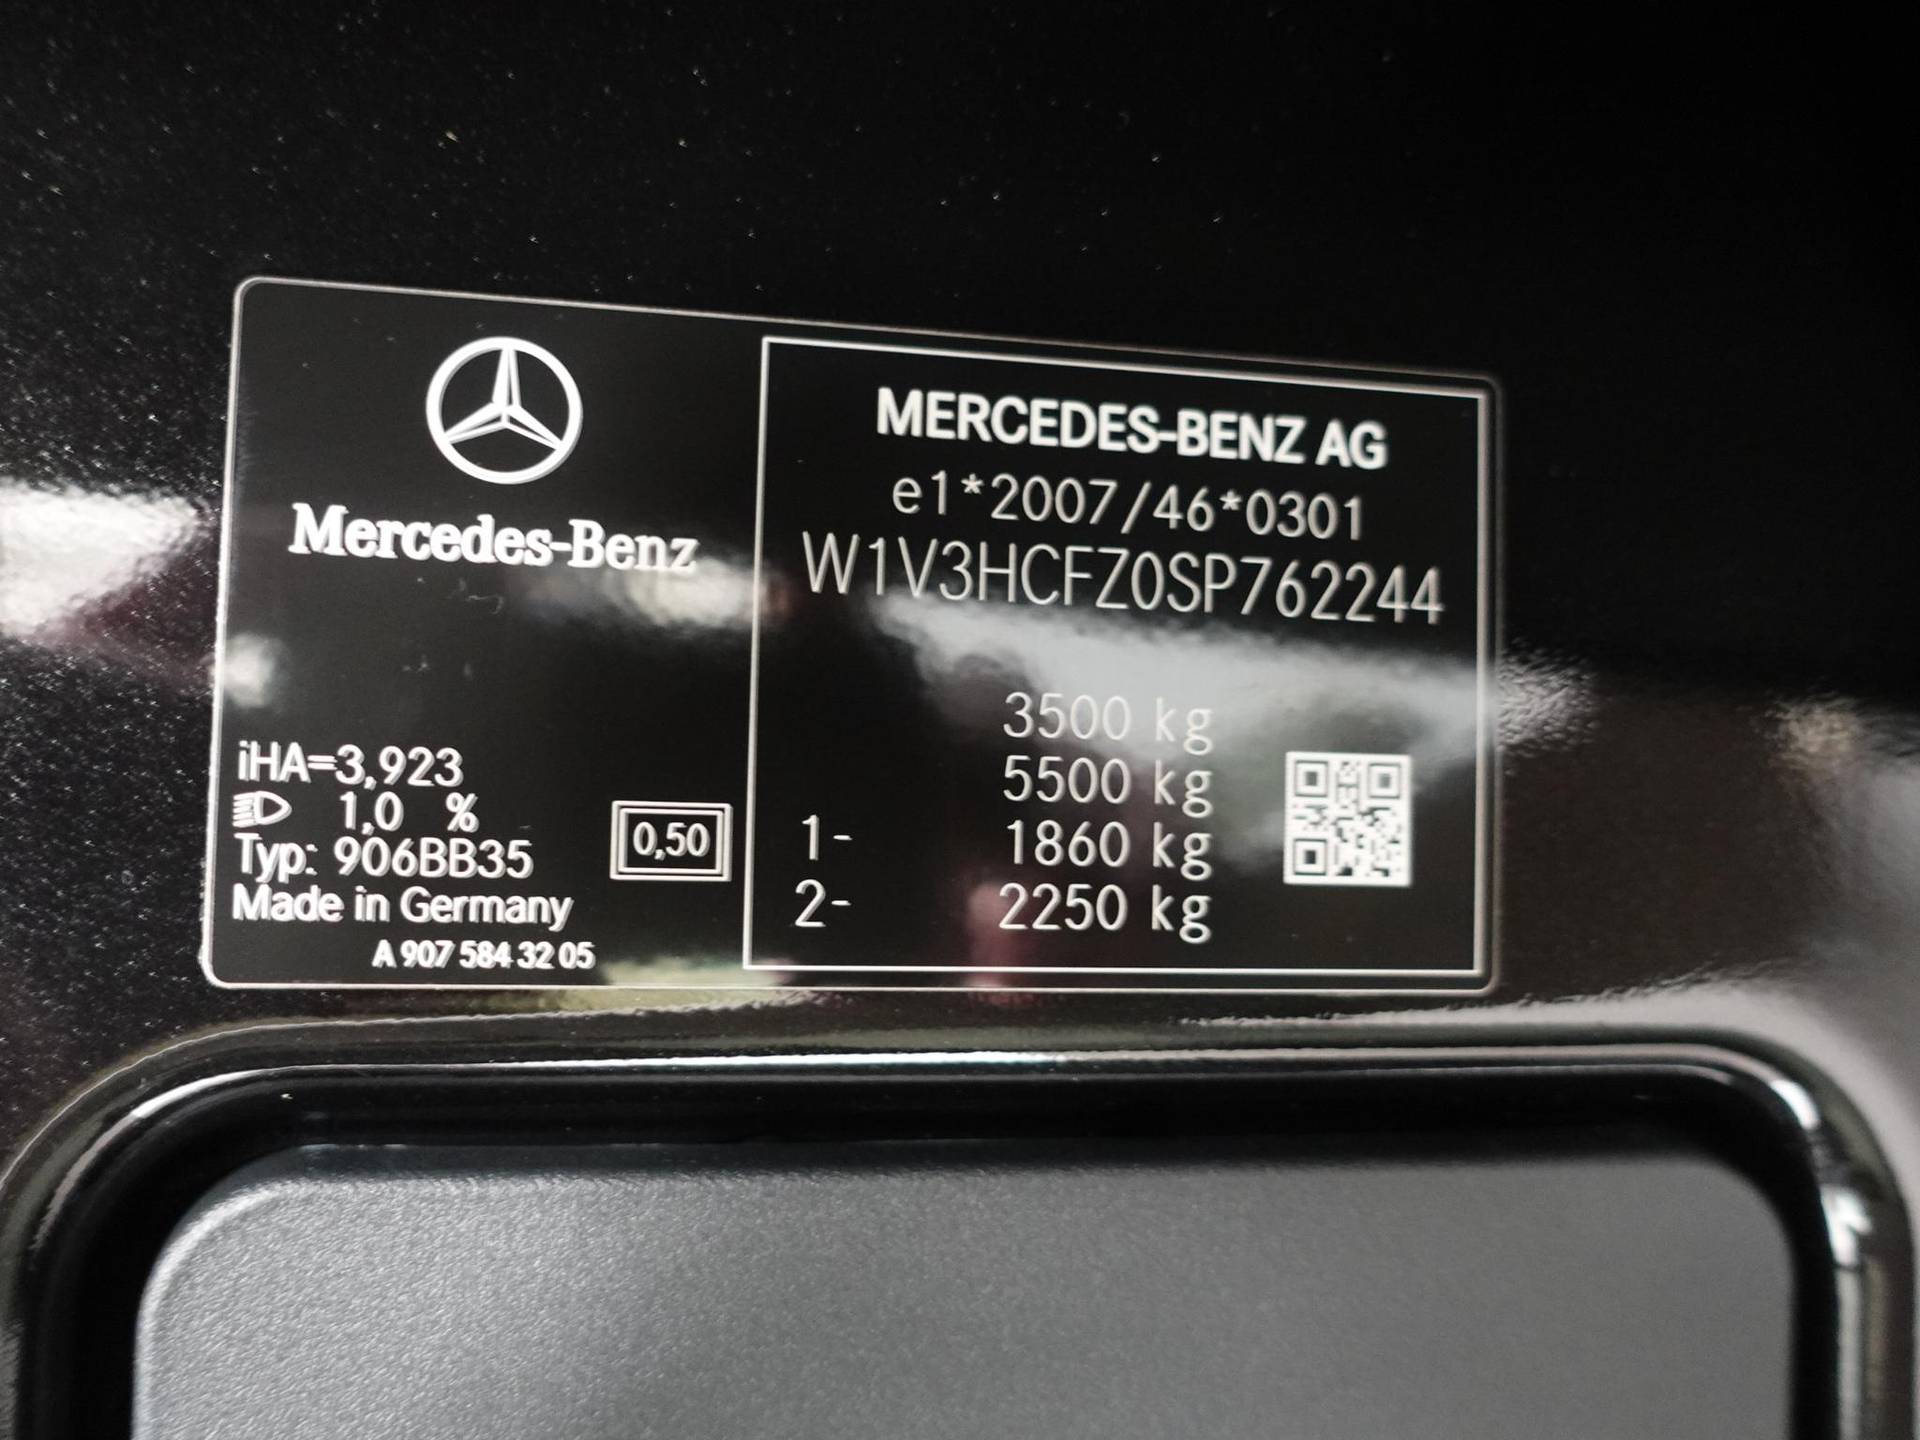 Mercedes-Benz
iHA=3,923
1,0 %
Typ: 906BB35
Made in Germany
A 907 584 32 05
0,50
MERCEDES-BENZ AG
e1*2007/46*0301
W1V3HCFZ0SP762244
3500 kg
5500 kg
1- 1860 kg
2- 2250 kg